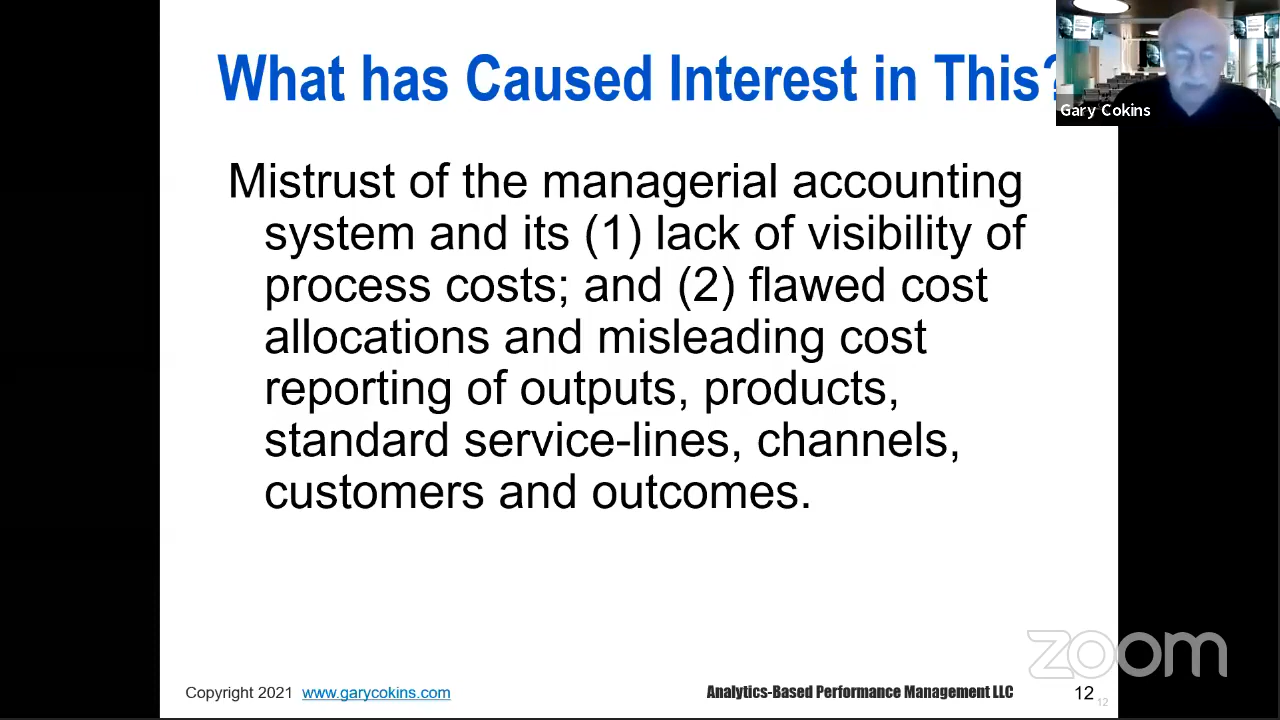 What has Caused Interest in This?
Gary Cokins
Mistrust of the managerial accounting
system and its (1) lack of visibility of
process costs; and (2) flawed cost
allocations and misleading cost
reporting of outputs, products,
standard service-lines, channels,
customers and outcomes.
zoom
Copyright 2021 www.garycokins.com
Analytics-Based Performance Management LLC
12
12